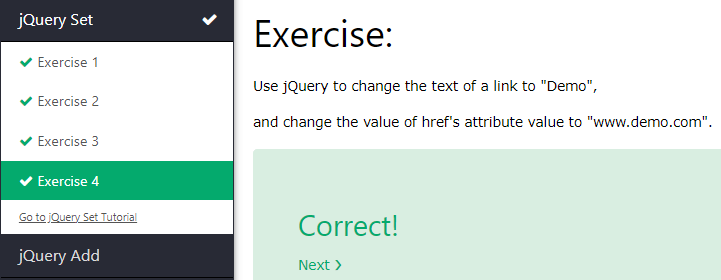 jQuery Set
Exercise 1
Exercise 2
Exercise 3
Exercise 4
Go to jQuery Set Tutorial
jQuery Add
Exercise:
Use jQuery to change the text of a link to "Demo",
and change the value of href's attribute value to "www.demo.com".
Correct!
Next ❯